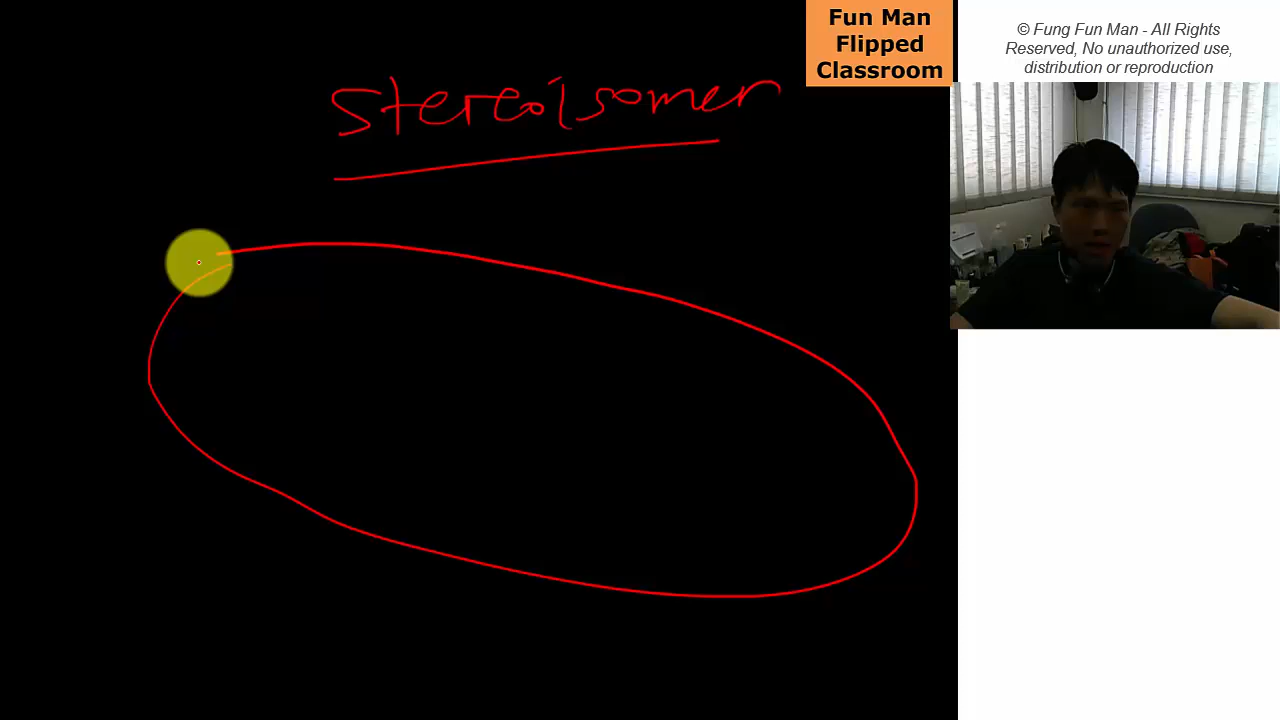 Fun Man
Flipped
Classroom
© Fung Fun Man - All Rights
Reserved, No unauthorized use,
distribution or reproduction
stereoisomer